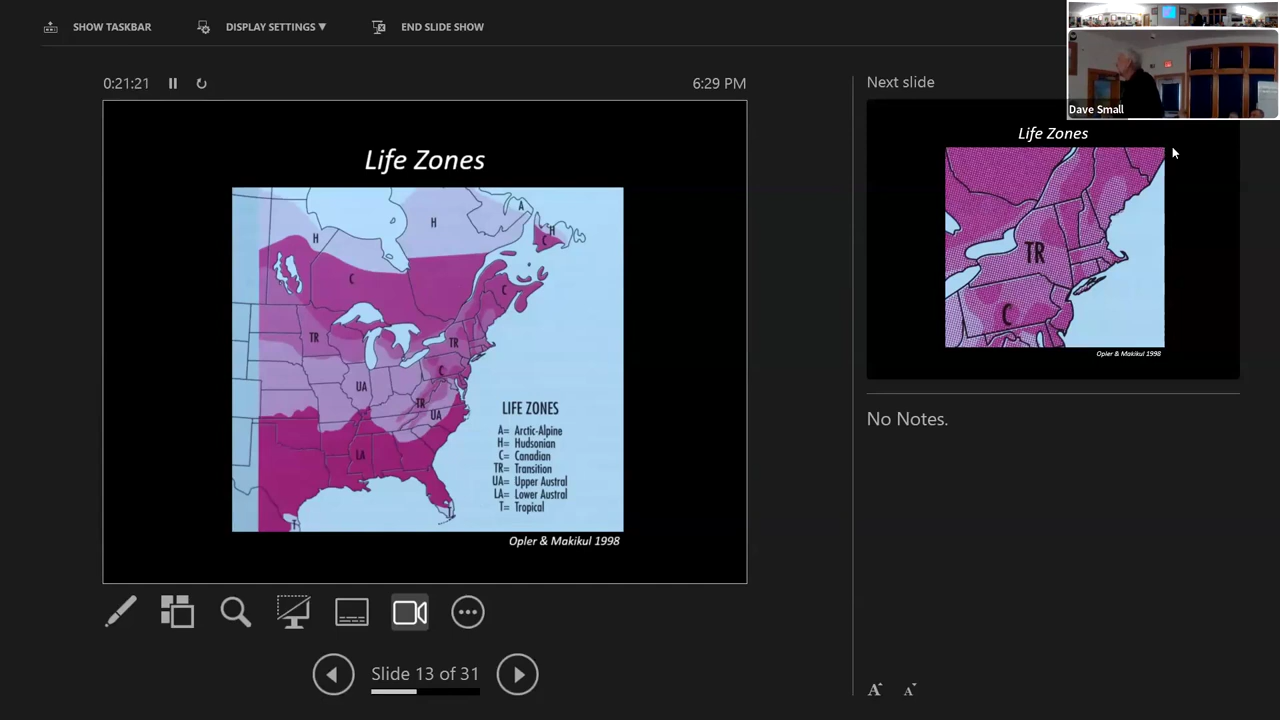 SHOW TASKBAR
DISPLAY SETTINGS ▼
END SLIDE SHOW
Dave Small
0:21:21
6:29 PM
Life Zones
A
H
H
H
C
C
C
TR
TR
C
UA
TR
UA
LA
T
T
LIFE ZONES
A= Arctic-Alpine
H= Hudsonian
C= Canadian
TR= Transition
UA= Upper Austral
LA= Lower Austral
T= Tropical
Opler & Makikul 1998
Slide 13 of 31
Next slide
Life Zones
TR
C
Opler & Makikul 1998
No Notes.
A
A